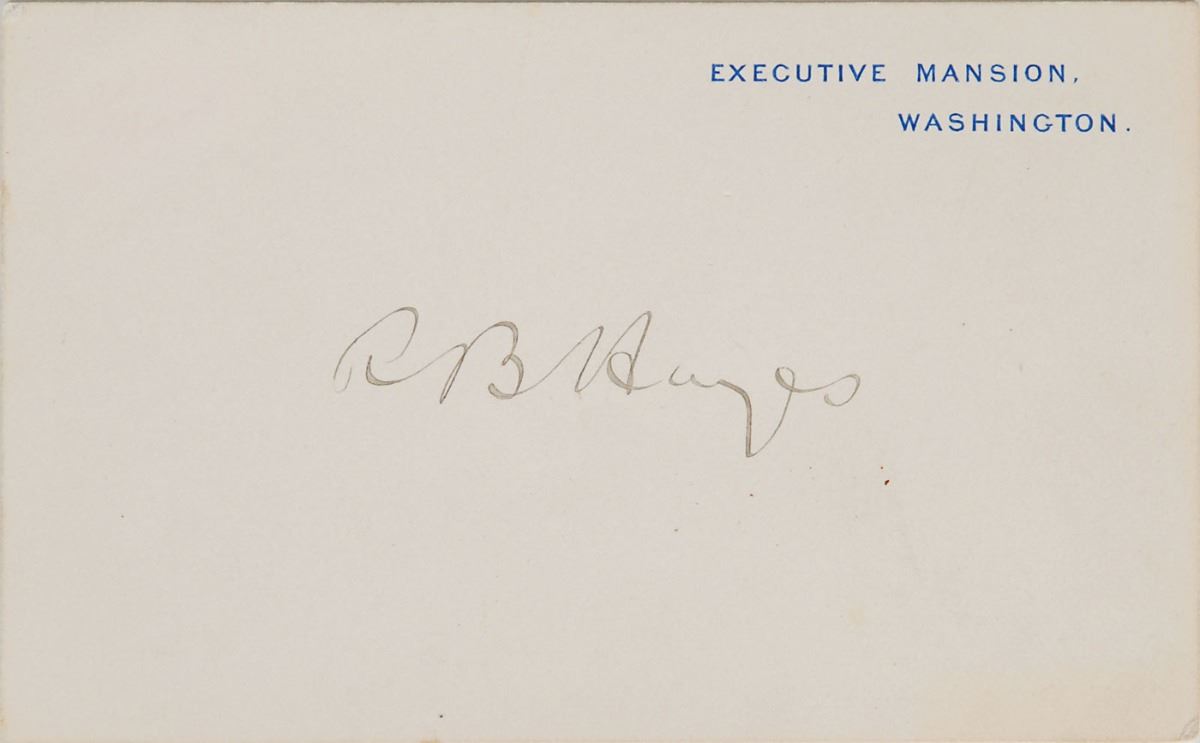 EXECUTIVE MANSION,
WASHINGTON.
R B Hayes